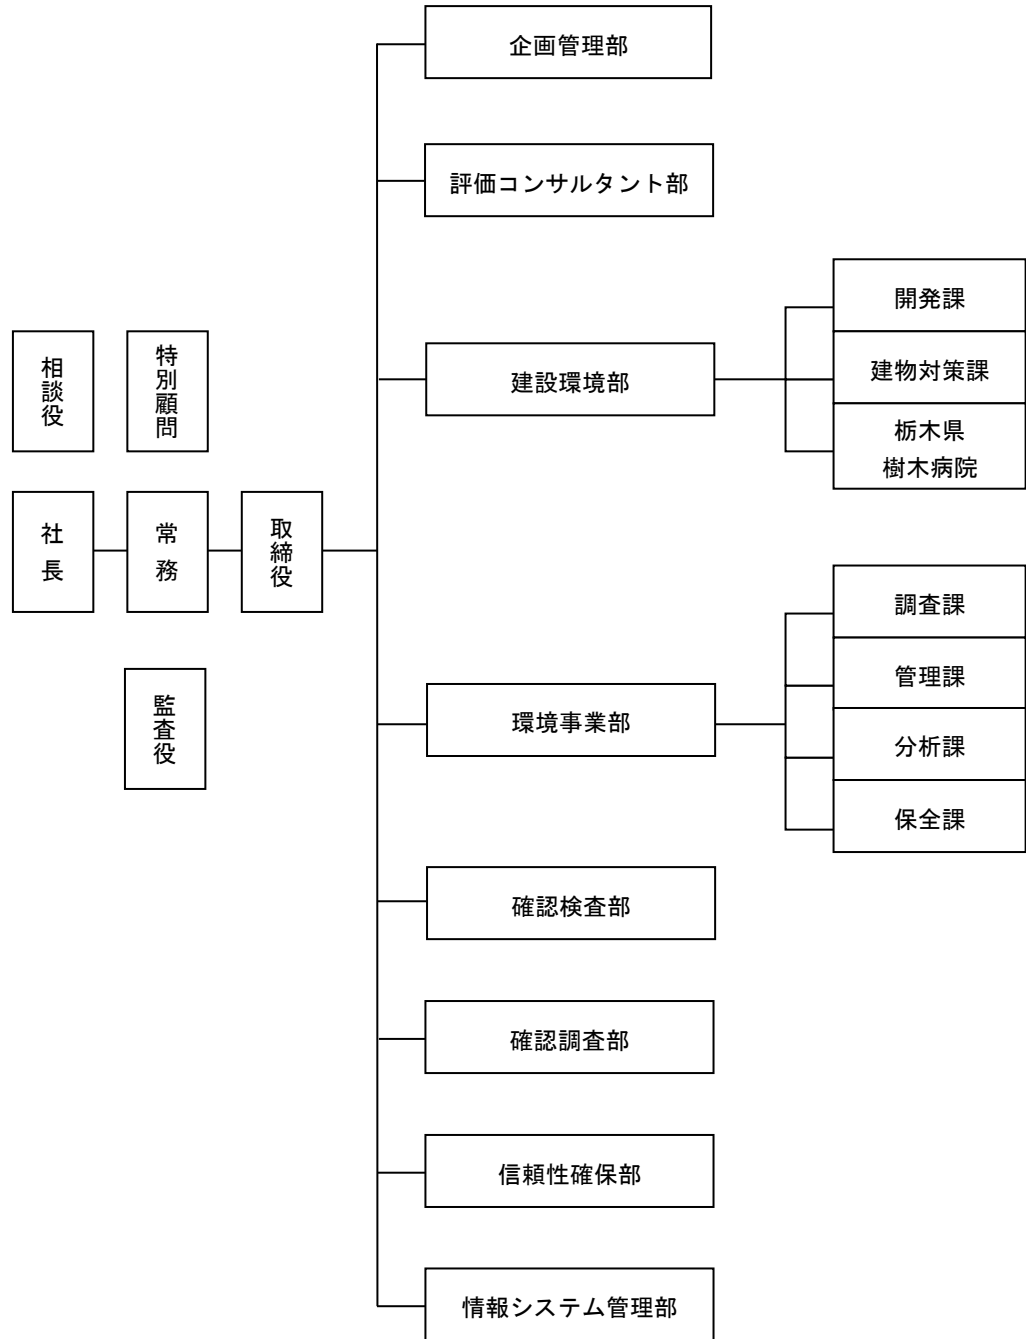 相談役
特別顧問
社長
常務
取締役
監査役
企画管理部
評価コンサルタント部
建設環境部
開発課
建物対策課
栃木県
樹木病院
環境事業部
調査課
管理課
分析課
保全課
確認検査部
確認調査部
信頼性確保部
情報システム管理部